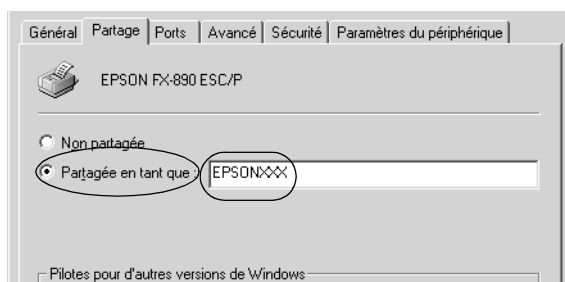 Général Partage Ports Avancé Sécurité Paramètres du périphérique
EPSON FX-890 ESC/P
Non partagée
Partagée en tant que : EPSONXXX
Pilotes pour d'autres versions de Windows